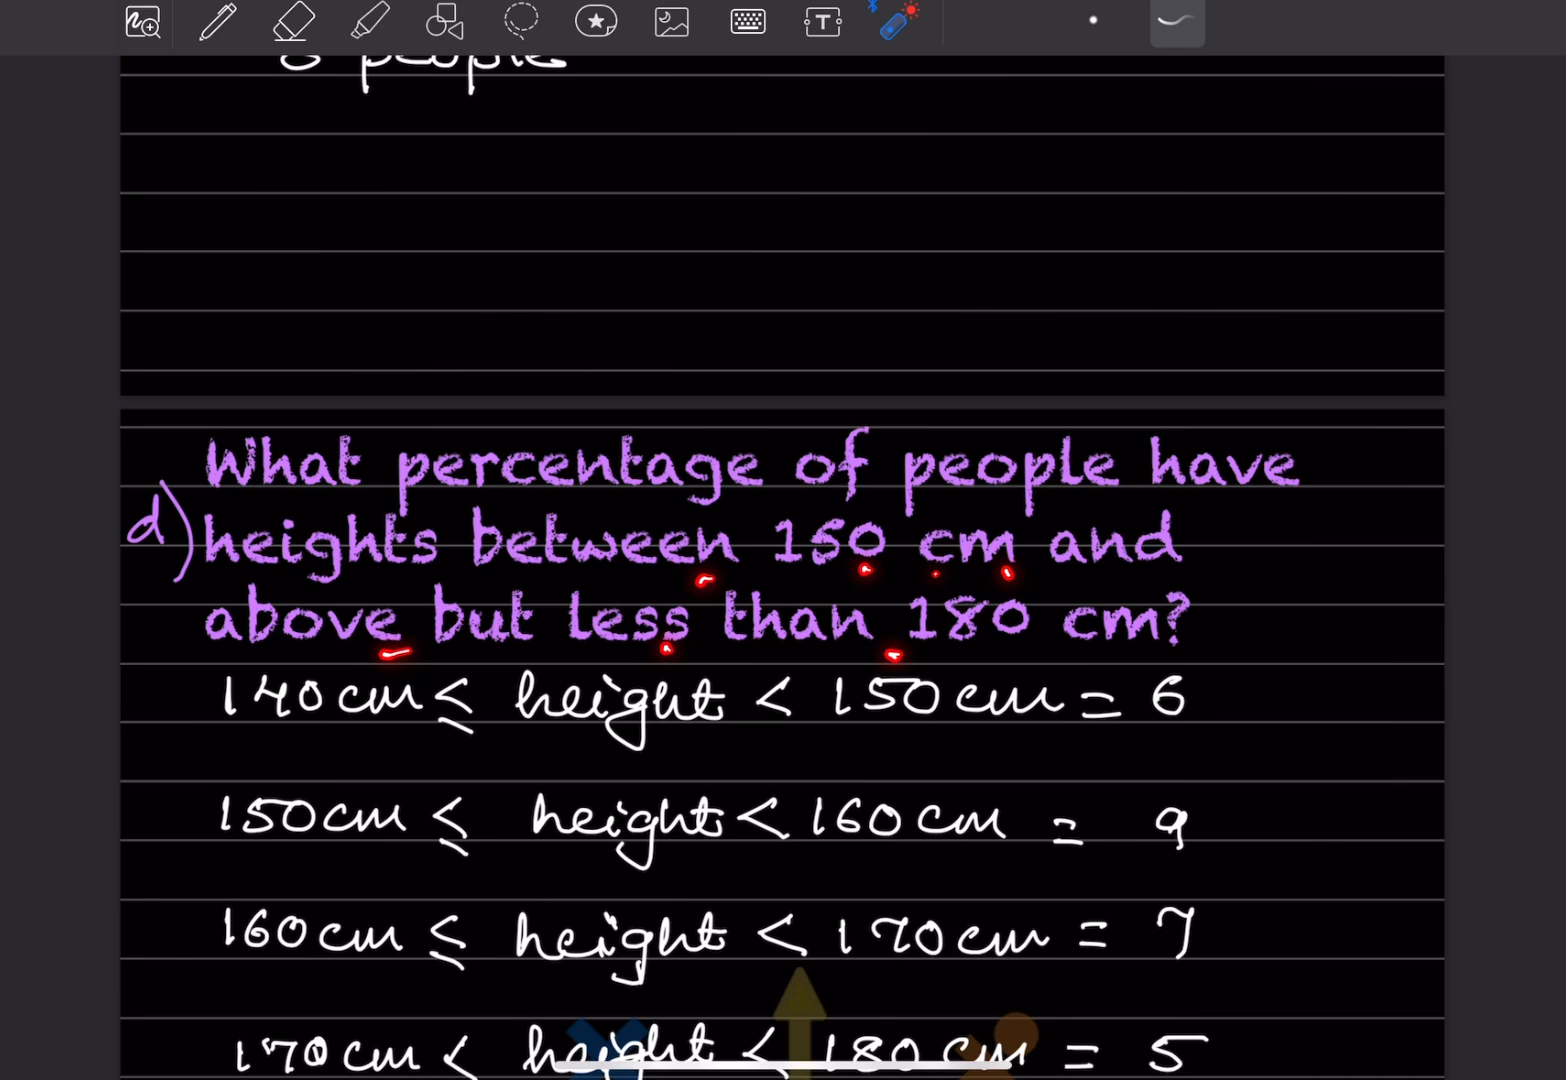 people
What percentage of people have
d) heights between 150 cm and
above but less than 180 cm?
140 cm ≤ height < 150 cm = 6
150 cm ≤ height < 160 cm = 9
160 cm ≤ height < 170 cm = 7
170 cm < height < 180 cm = 5